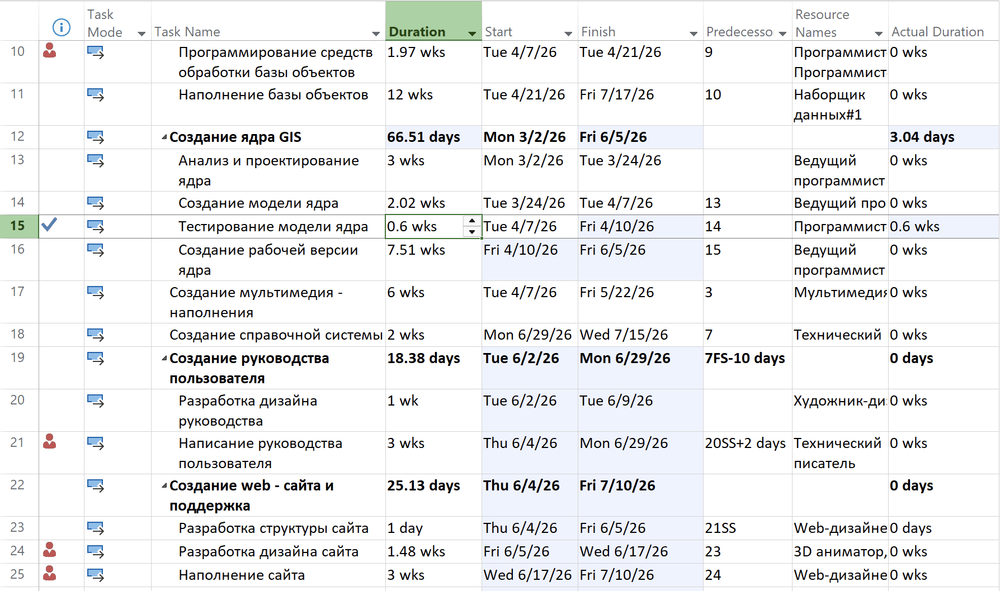 Task Mode Task Name Duration Start Finish Predecesso Resource Names Actual Duration
10 Программирование средств обработки базы объектов 1.97 wks Tue 4/7/26 Tue 4/21/26 9 Программист Программист 0 wks
11 Наполнение базы объектов 12 wks Tue 4/21/26 Fri 7/17/26 10 Наборщик данных#1 0 wks
12 Создание ядра GIS 66.51 days Mon 3/2/26 Fri 6/5/26 3.04 days
13 Анализ и проектирование ядра 3 wks Mon 3/2/26 Tue 3/24/26 Ведущий программист 0 wks
14 Создание модели ядра 2.02 wks Tue 3/24/26 Tue 4/7/26 13 Ведущий про 0 wks
15 Тестирование модели ядра 0.6 wks Tue 4/7/26 Fri 4/10/26 14 Программист 0.6 wks
16 Создание рабочей версии ядра 7.51 wks Fri 4/10/26 Fri 6/5/26 15 Ведущий программист 0 wks
17 Создание мультимедия - наполнения 6 wks Tue 4/7/26 Fri 5/22/26 3 Мультимедия 0 wks
18 Создание справочной системы 2 wks Mon 6/29/26 Wed 7/15/26 7 Технический 0 wks
19 Создание руководства пользователя 18.38 days Tue 6/2/26 Mon 6/29/26 7FS-10 days 0 days
20 Разработка дизайна руководства 1 wk Tue 6/2/26 Tue 6/9/26 Художник-ди 0 wks
21 Написание руководства пользователя 3 wks Thu 6/4/26 Mon 6/29/26 20SS+2 days Технический писатель 0 wks
22 Создание web - сайта и поддержка 25.13 days Thu 6/4/26 Fri 7/10/26 0 days
23 Разработка структуры сайта 1 day Thu 6/4/26 Fri 6/5/26 21SS Web-дизайне 0 days
24 Разработка дизайна сайта 1.48 wks Fri 6/5/26 Wed 6/17/26 23 3D аниматор, 0 wks
25 Наполнение сайта 3 wks Wed 6/17/26 Fri 7/10/26 24 Web-дизайне 0 wks